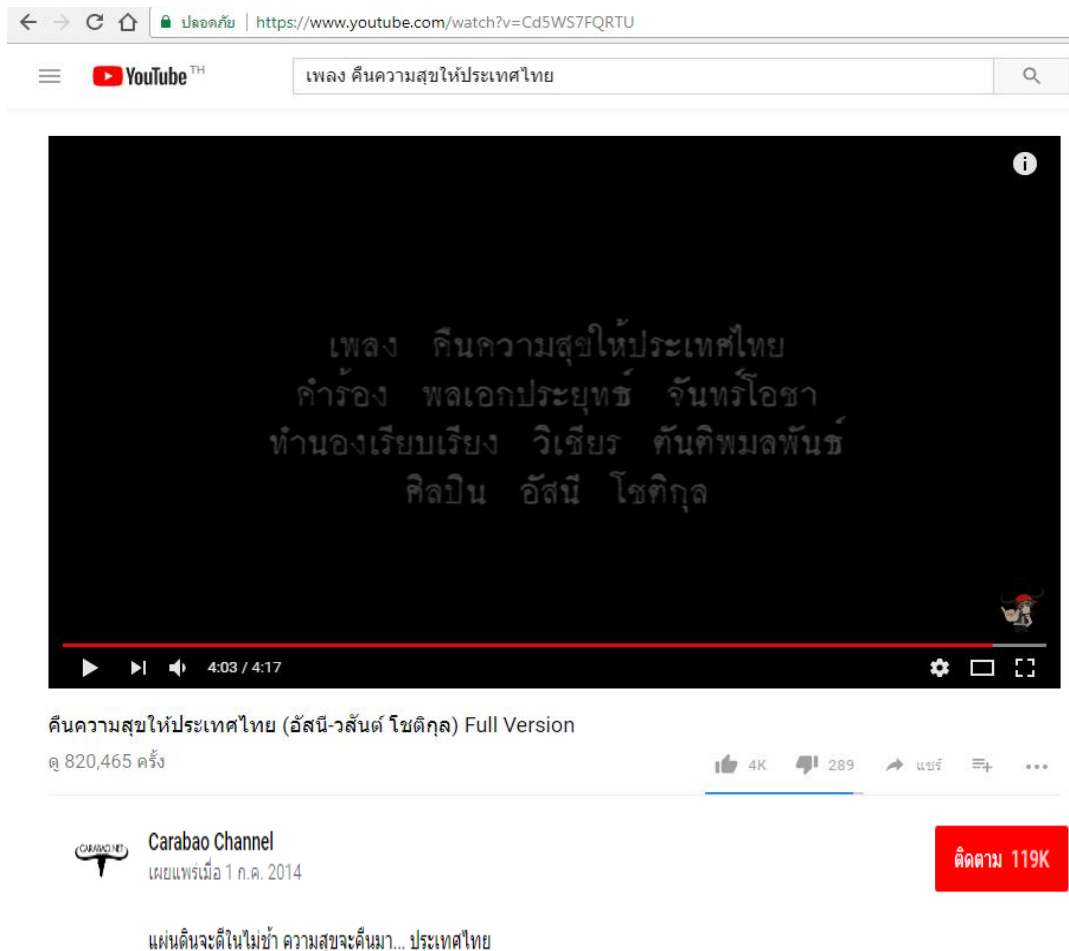 ปลอดภัย | https://www.youtube.com/watch?v=Cd5WS7FQRTU
YouTube TH
เพลง คืนความสุขให้ประเทศไทย
เพลง คืนความสุขให้ประเทศไทย
คำร้อง พลเอกประยุทธ์ จันทร์โอชา
ทำนองเรียบเรียง วิเชียร ตันติพิมลพันธ์
ศิลปิน อัสนี โชติกุล
4:03 / 4:17
คืนความสุขให้ประเทศไทย (อัสนี-วสันต์ โชติกุล) Full Version
ดู 820,465 ครั้ง
4K 289 แชร์
CARABAO.NET
Carabao Channel
เผยแพร่เมื่อ 1 ก.ค. 2014
ติดตาม 119K
แผ่นดินจะดีในไม่ช้า ความสุขจะคืนมา... ประเทศไทย